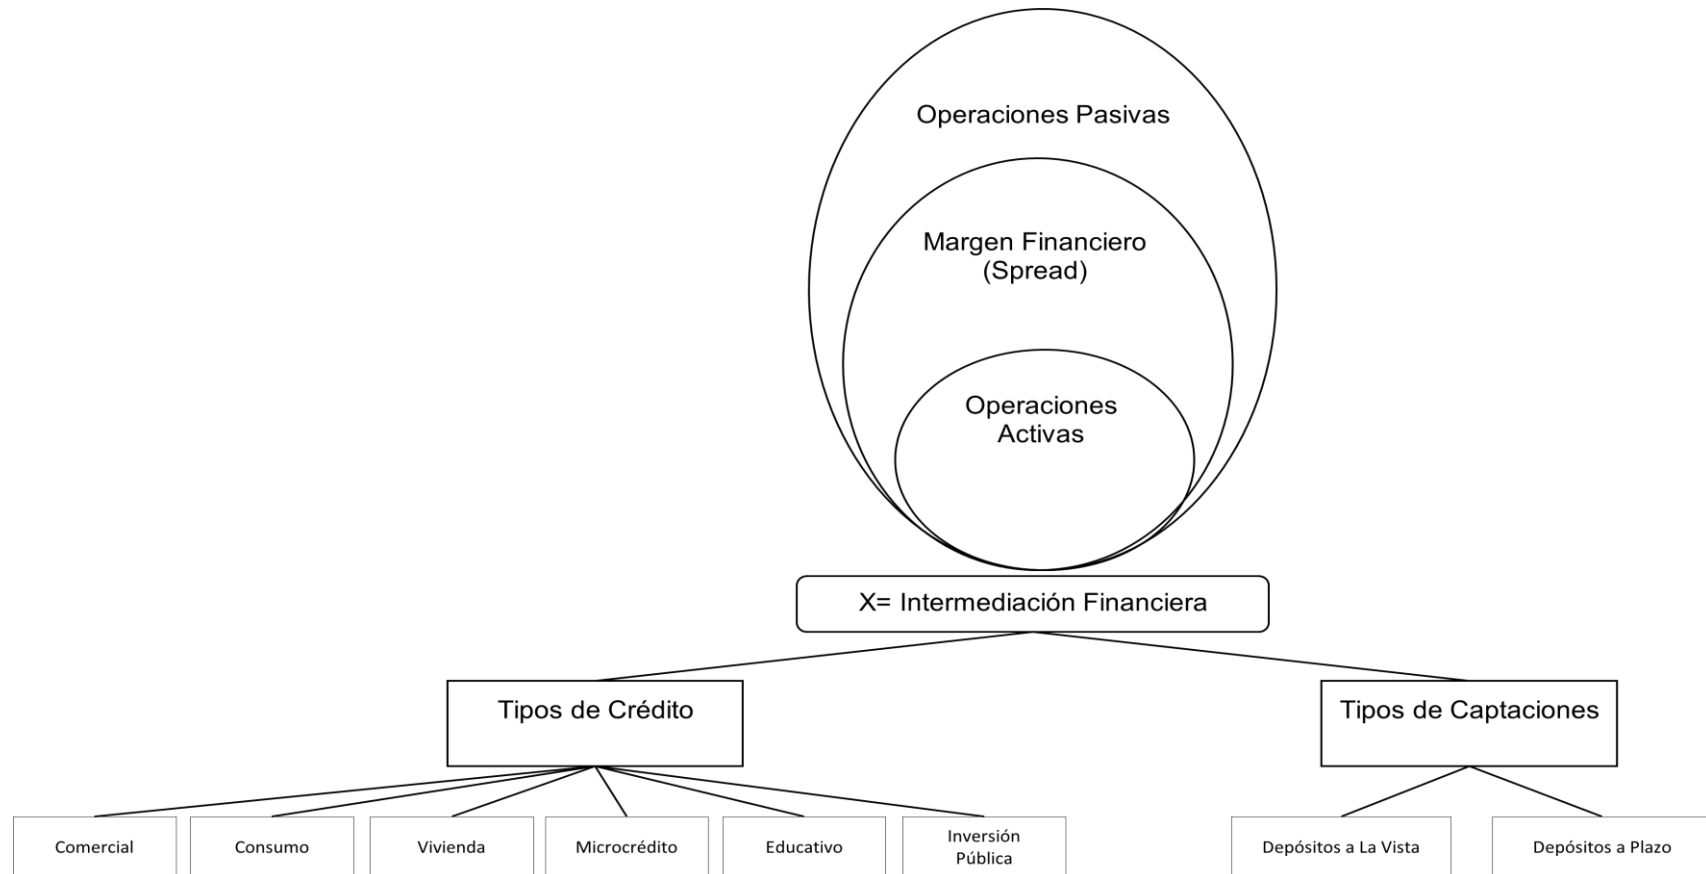 Operaciones Pasivas
Margen Financiero
(Spread)
Operaciones
Activas
X= Intermediación Financiera
Tipos de Crédito
Tipos de Captaciones
Comercial
Consumo
Vivienda
Microcrédito
Educativo
Inversión
Pública
Depósitos a La Vista
Depósitos a Plazo